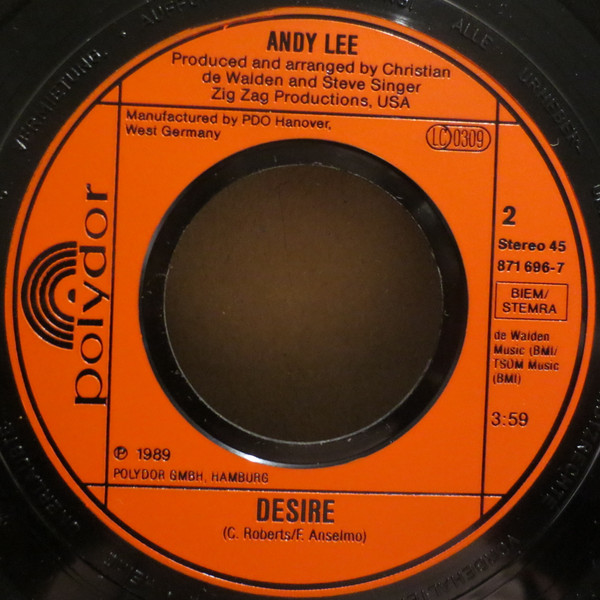 ANDY LEE
Produced and arranged by Christian
de Walden and Steve Singer
Zig Zag Productions, USA
Manufactured by PDO Hanover,
West Germany
LC 0309
polydor
2
Stereo 45
871 696-7
BIEM/
STEMRA
de Walden
Music (BMI/
TSOM Music
(BMI)
3:59
℗ 1989
POLYDOR GMBH, HAMBURG
DESIRE
(C. Roberts/F. Anselmo)
ALLE